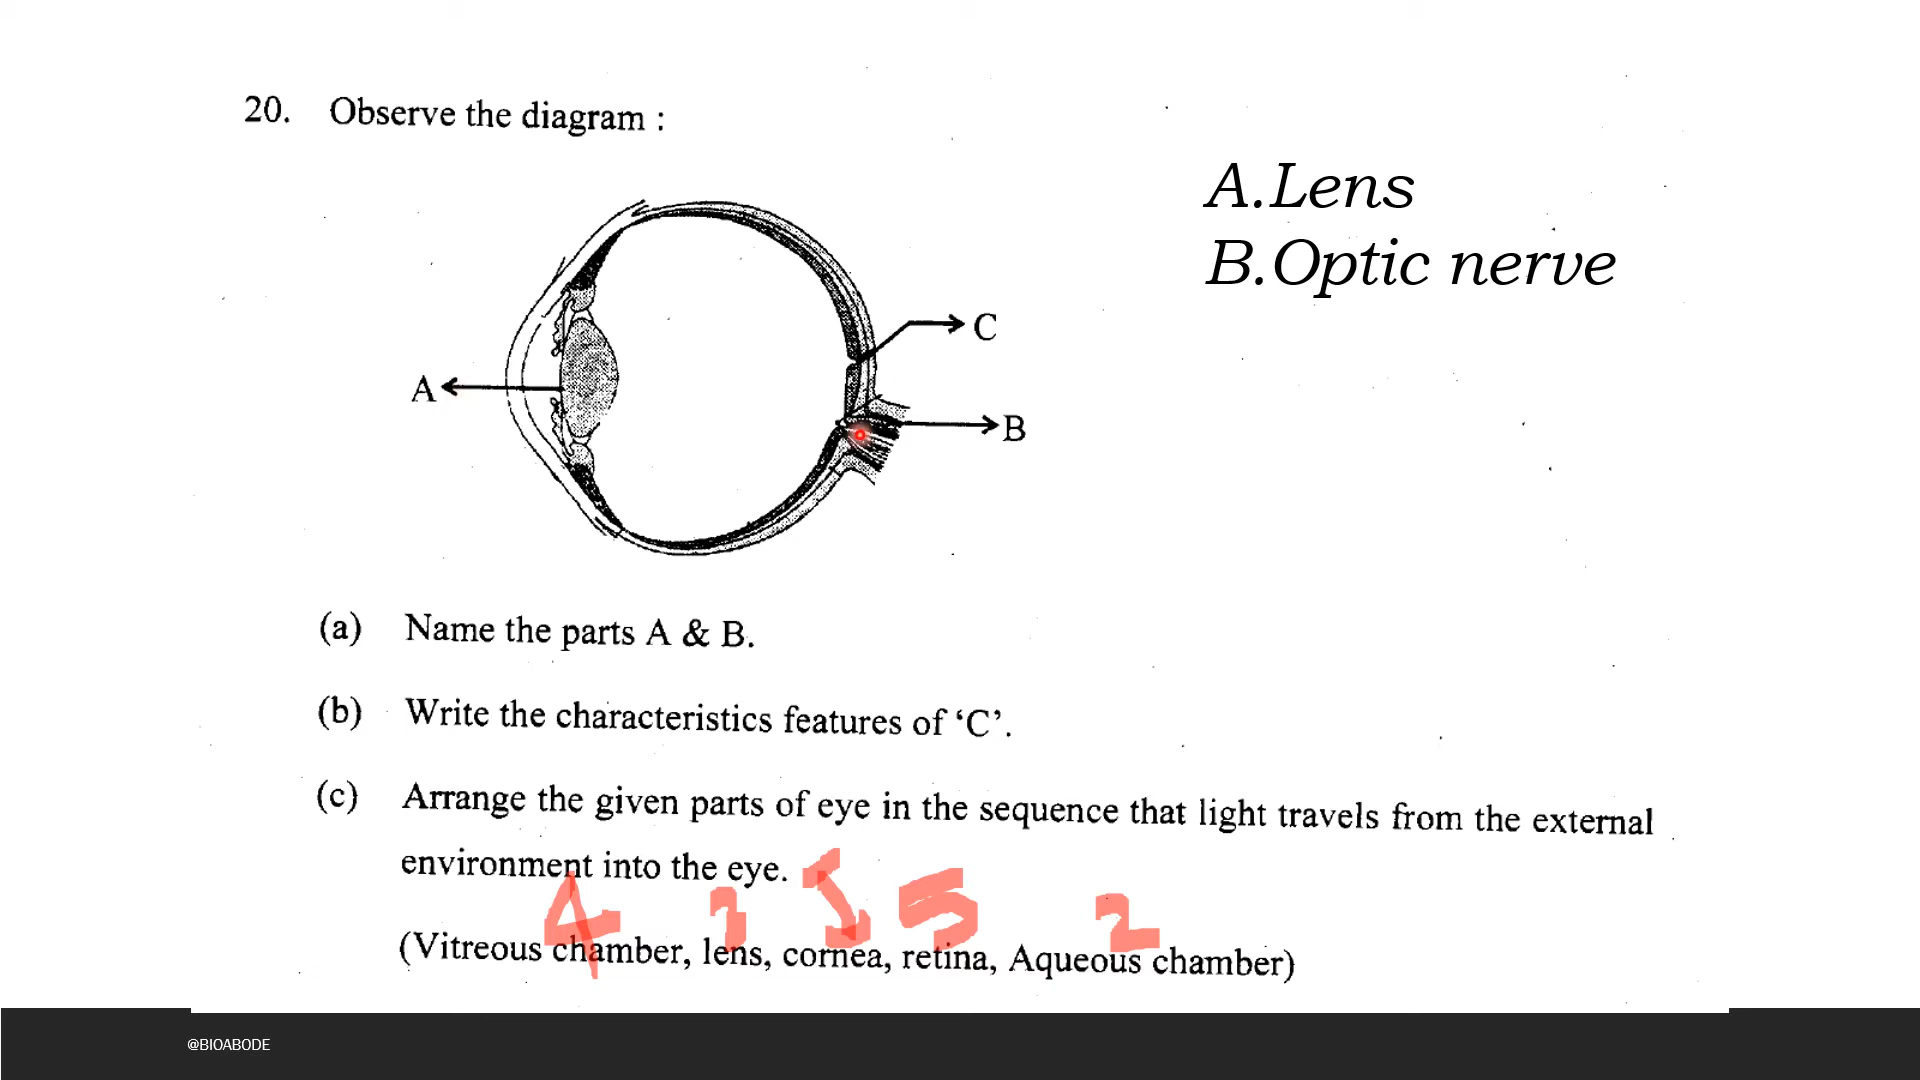 20. Observe the diagram :
A.Lens
B.Optic nerve
C
A
B
(a) Name the parts A & B.
(b) Write the characteristics features of ‘C’.
(c) Arrange the given parts of eye in the sequence that light travels from the external
environment into the eye.
4 3 1 5 2
(Vitreous chamber, lens, cornea, retina, Aqueous chamber)
@BIOABODE